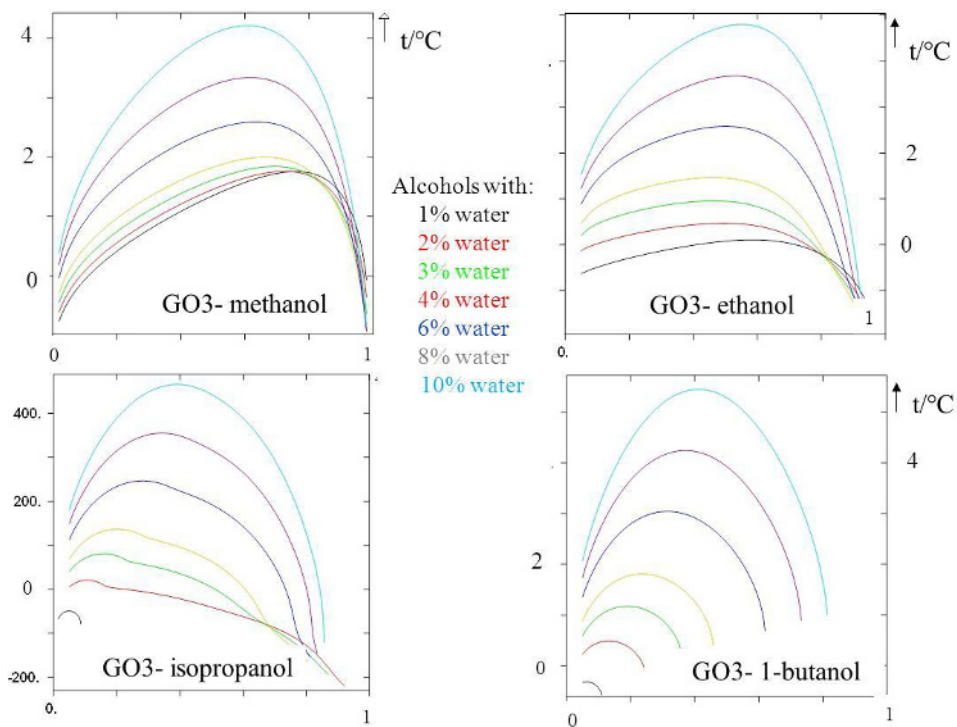 4
t/°C
2
0
GO3- methanol
0
1
t/°C
2
0
GO3- ethanol
0.
1
Alcohols with:
1% water
2% water
3% water
4% water
6% water
8% water
10% water
400.
200.
0
-200.
GO3- isopropanol
0
1
t/°C
4
2
0
GO3- 1-butanol
0
1